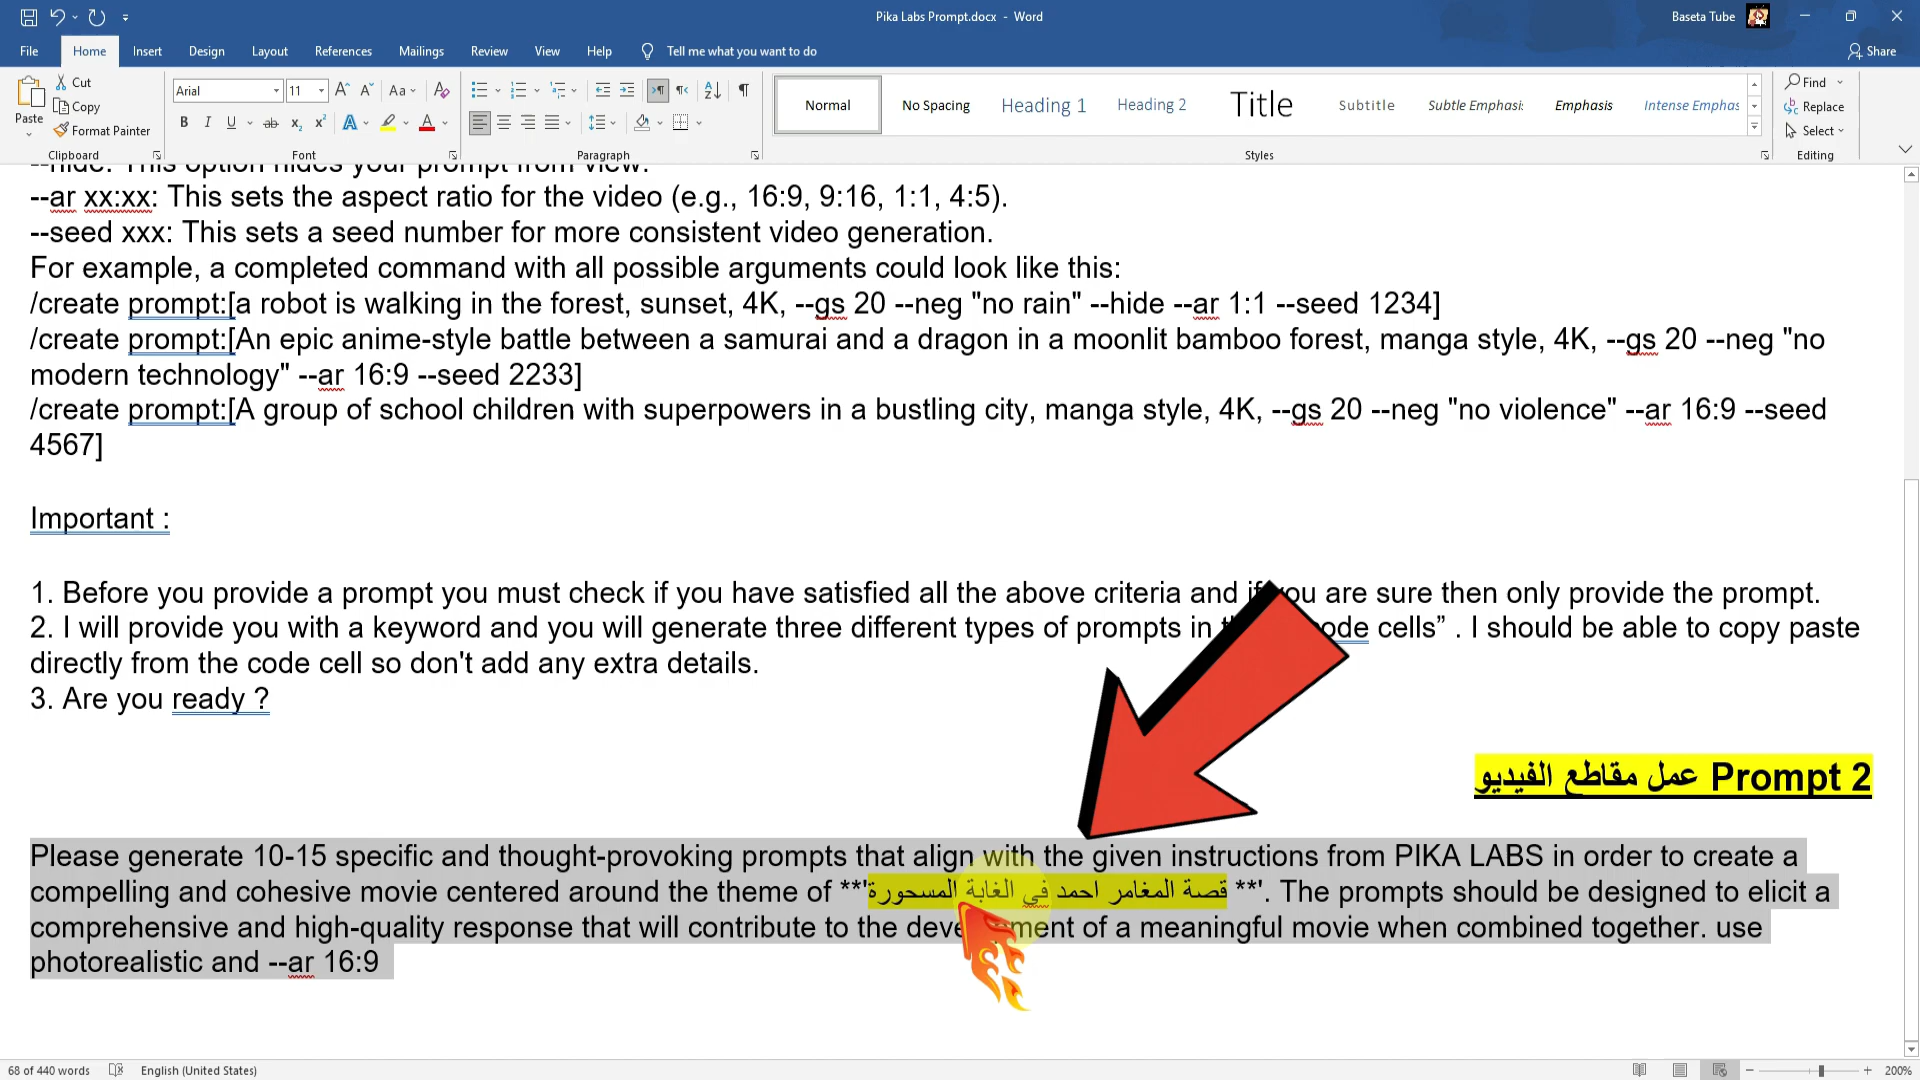 Pika Labs Prompt.docx - Word
Baseta Tube
File Home Insert Design Layout References Mailings Review View Help Tell me what you want to do
Share
Paste
Cut
Copy
Format Painter
Clipboard
Arial 11
Font
Paragraph
Normal No Spacing Heading 1 Heading 2 Title Subtitle Subtle Emphasis Emphasis Intense Emphas
Styles
Find
Replace
Select
Editing
--hide: This option hides your prompt from view.
--ar xx:xx: This sets the aspect ratio for the video (e.g., 16:9, 9:16, 1:1, 4:5).
--seed xxx: This sets a seed number for more consistent video generation.
For example, a completed command with all possible arguments could look like this:
/create prompt:[a robot is walking in the forest, sunset, 4K, --gs 20 --neg "no rain" --hide --ar 1:1 --seed 1234]
/create prompt:[An epic anime-style battle between a samurai and a dragon in a moonlit bamboo forest, manga style, 4K, --gs 20 --neg "no
modern technology" --ar 16:9 --seed 2233]
/create prompt:[A group of school children with superpowers in a bustling city, manga style, 4K, --gs 20 --neg "no violence" --ar 16:9 --seed
4567]
Important :
1. Before you provide a prompt you must check if you have satisfied all the above criteria and if you are sure then only provide the prompt.
2. I will provide you with a keyword and you will generate three different types of prompts in code cells” . I should be able to copy paste
directly from the code cell so don't add any extra details.
3. Are you ready ?
Prompt 2 عمل مقاطع الفيديو
Please generate 10-15 specific and thought-provoking prompts that align with the given instructions from PIKA LABS in order to create a
compelling and cohesive movie centered around the theme of **'قصة المغامر احمد في الغابة المسحورة **'. The prompts should be designed to elicit a
comprehensive and high-quality response that will contribute to the development of a meaningful movie when combined together. use
photorealistic and --ar 16:9
68 of 440 words English (United States) 200%